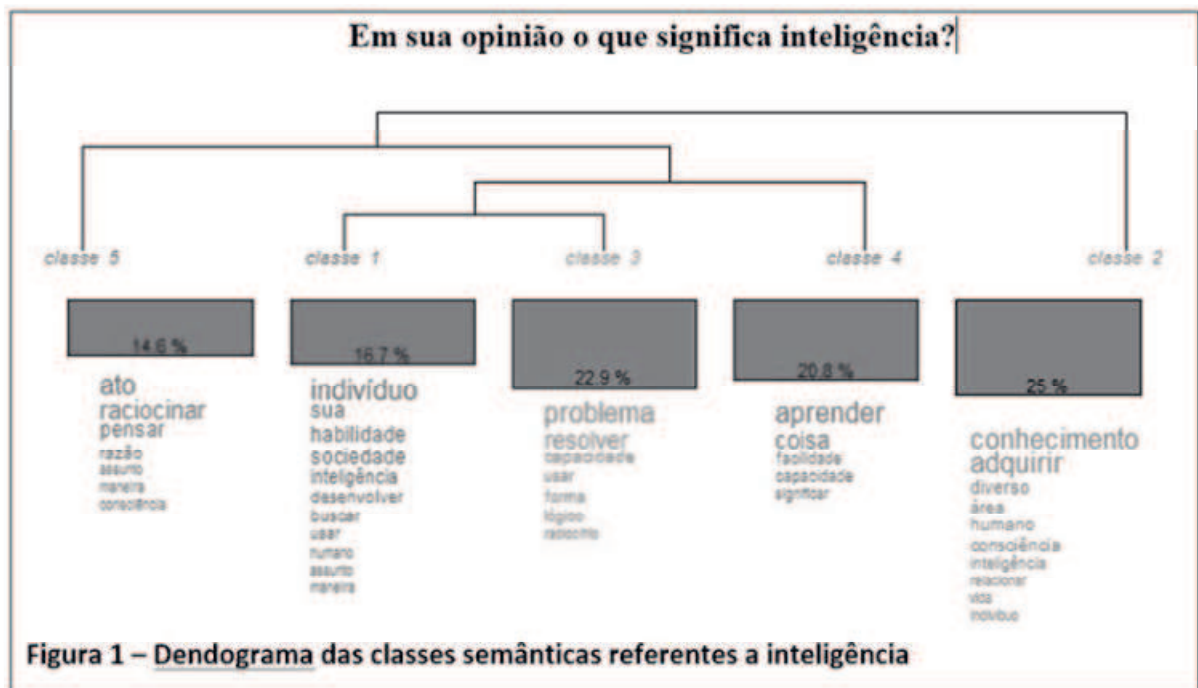 Em sua opinião o que significa inteligência?
classe 5
classe 1
classe 3
classe 4
classe 2
14.6 %
16.7 %
22.9 %
20.8 %
25 %
ato
raciocinar
pensar
razão
assunto
maneira
consciência
indivíduo
sua
habilidade
sociedade
inteligência
desenvolver
buscar
usar
humano
assunto
maneira
problema
resolver
capacidade
usar
forma
lógico
raciocínio
aprender
coisa
facilidade
capacidade
significar
conhecimento
adquirir
diverso
área
humano
consciência
inteligência
relacionar
vida
indivíduo
Figura 1 – Dendograma das classes semânticas referentes a inteligência